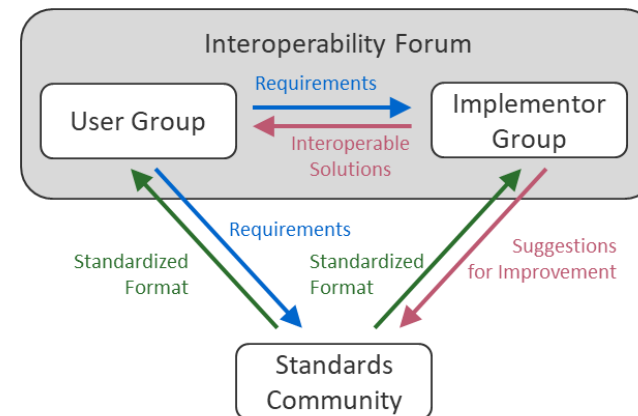 Interoperability Forum
Requirements
User Group
Implementor
Group
Interoperable
Solutions
Requirements
Standardized
Format
Standardized
Format
Suggestions
for Improvement
Standards
Community